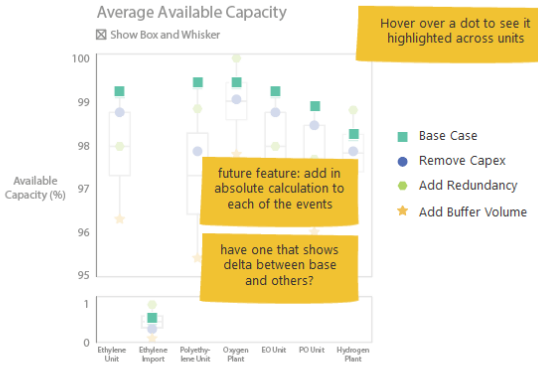 Average Available Capacity
Show Box and Whisker
Hover over a dot to see it
highlighted across units
100
99
98
97
96
95
Available
Capacity (%)
future feature: add in
absolute calculation to
each of the events
have one that shows
delta between base
and others?
Base Case
Remove Capex
Add Redundancy
Add Buffer Volume
1
0
Ethylene
Unit
Ethylene
Import
Polyethy-
lene Unit
Oxygen
Plant
EO Unit
PO Unit
Hydrogen
Plant